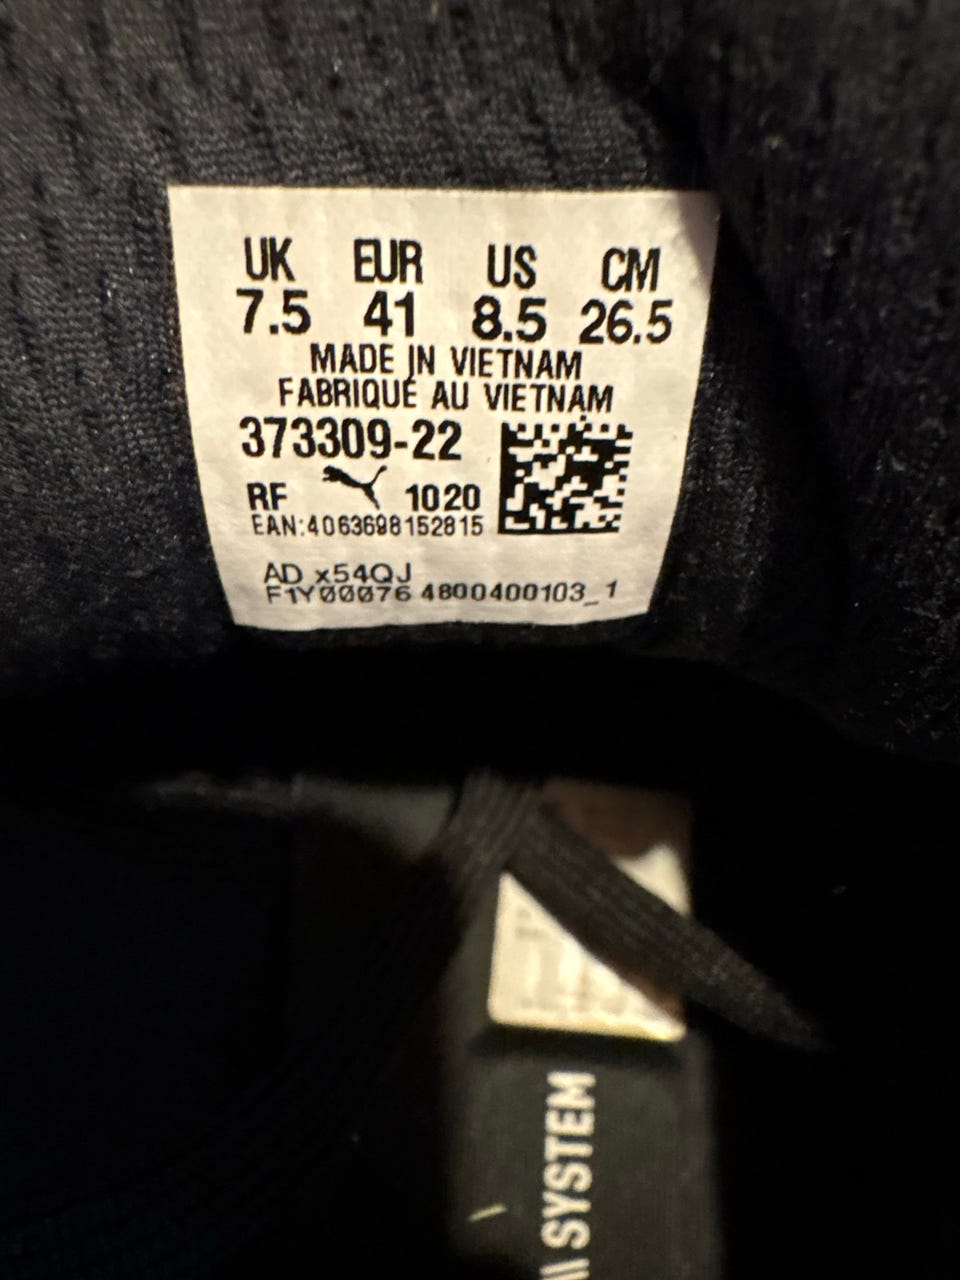 UK EUR US CM
7.5 41 8.5 26.5
MADE IN VIETNAM
FABRIQUÉ AU VIETNAM
373309-22
RF 1020
EAN:4063698152815
AD x54QJ
F1Y00076 4800400103_1
SYSTEM